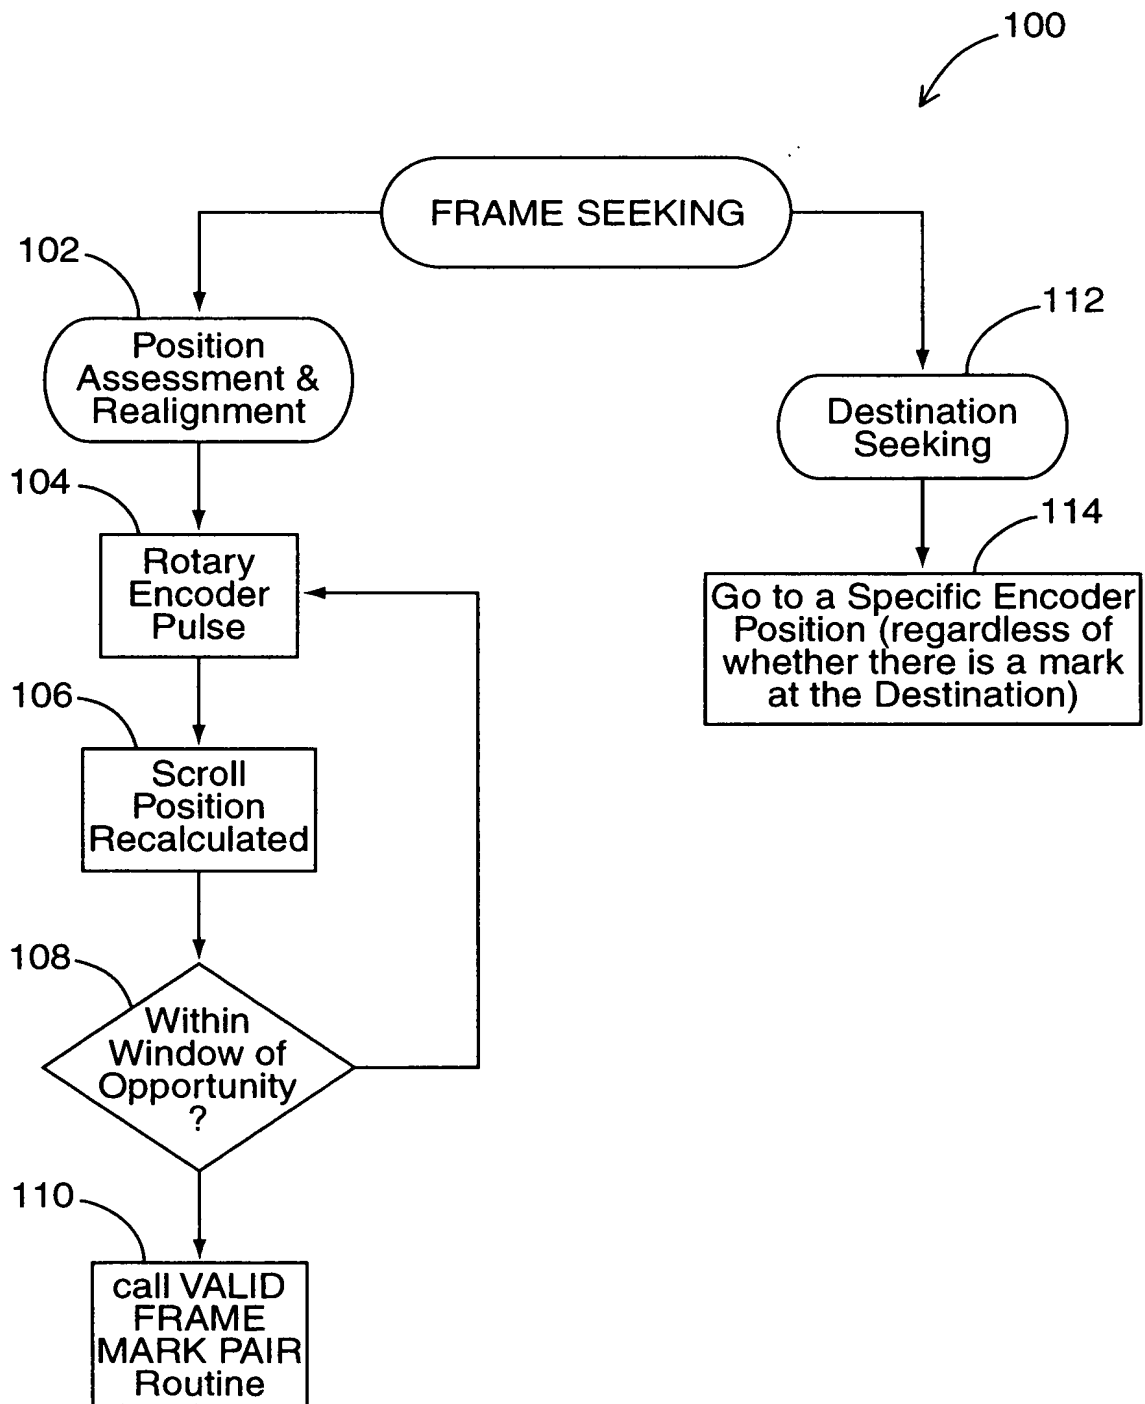 100
FRAME SEEKING
102
Position
Assessment &
Realignment
104
Rotary
Encoder
Pulse
106
Scroll
Position
Recalculated
108
Within
Window of
Opportunity
?
110
call VALID
FRAME
MARK PAIR
Routine
112
Destination
Seeking
114
Go to a Specific Encoder
Position (regardless of
whether there is a mark
at the Destination)